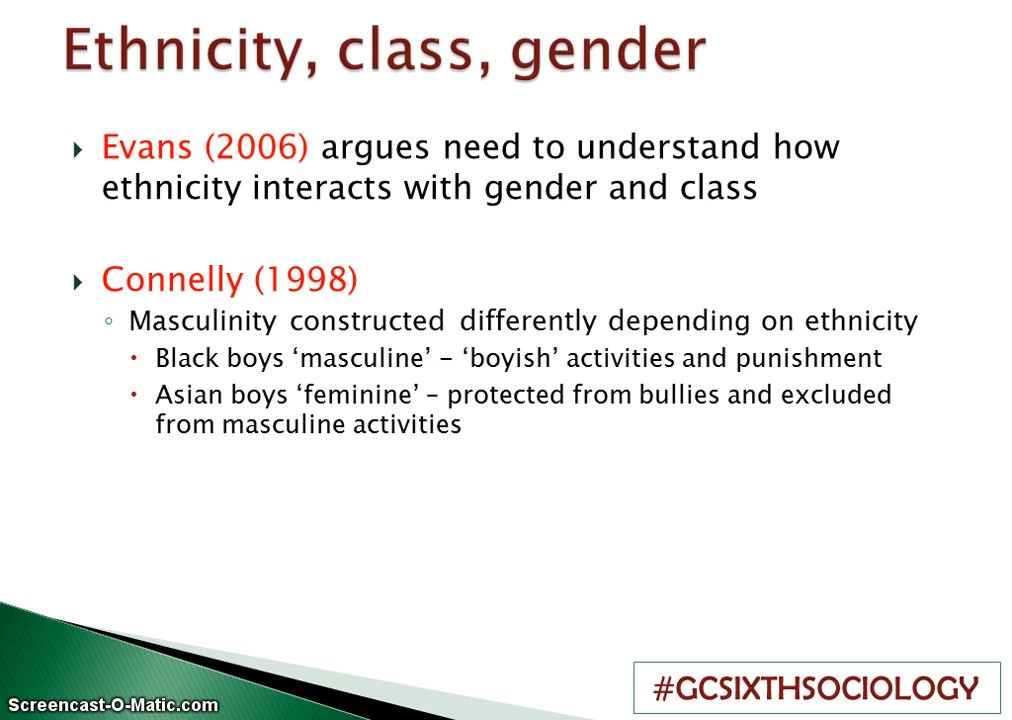 Ethnicity, class, gender
Evans (2006) argues need to understand how
ethnicity interacts with gender and class
Connelly (1998)
Masculinity constructed differently depending on ethnicity
Black boys ‘masculine’ - ‘boyish’ activities and punishment
Asian boys ‘feminine’ – protected from bullies and excluded
from masculine activities
#GCSIXTHSOCIOLOGY
Screencast-O-Matic.com